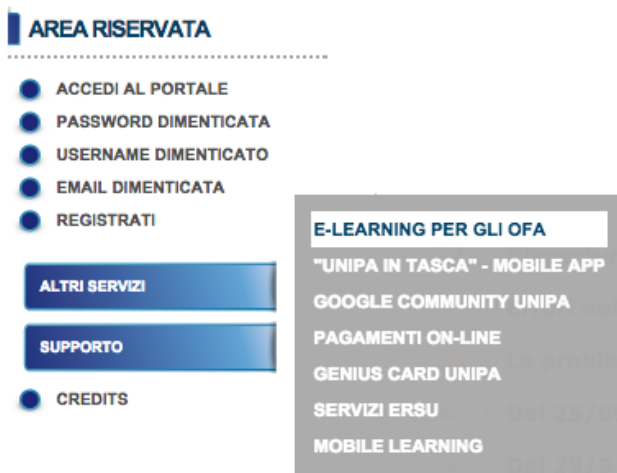 AREA RISERVATA
ACCEDI AL PORTALE
PASSWORD DIMENTICATA
USERNAME DIMENTICATO
EMAIL DIMENTICATA
REGISTRATI
ALTRI SERVIZI
SUPPORTO
CREDITS
E-LEARNING PER GLI OFA
"UNIPA IN TASCA" - MOBILE APP
GOOGLE COMMUNITY UNIPA
PAGAMENTI ON-LINE
GENIUS CARD UNIPA
SERVIZI ERSU
MOBILE LEARNING